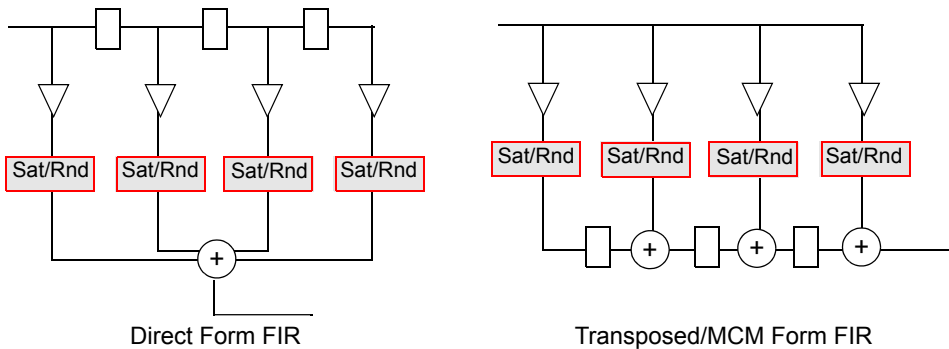 Sat/Rnd Sat/Rnd Sat/Rnd Sat/Rnd
+
Direct Form FIR
Sat/Rnd Sat/Rnd Sat/Rnd Sat/Rnd
+ + +
Transposed/MCM Form FIR